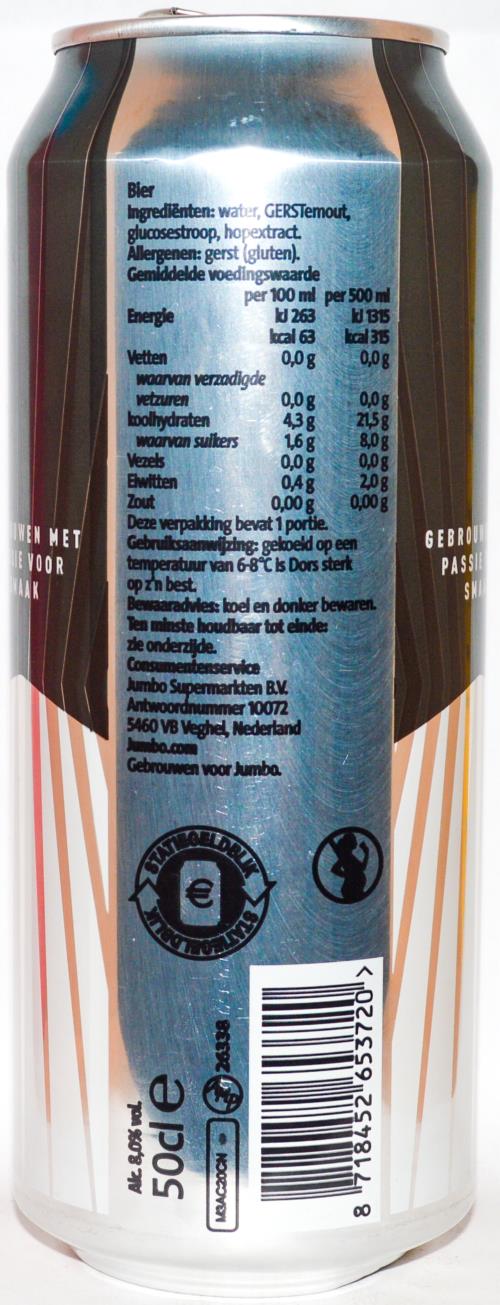 Bier
Ingrediënten: water, GERSTemout,
glucosestroop, hopextract.
Allergenen: gerst (gluten).
Gemiddelde voedingswaarde
per 100 ml per 500 ml
Energie kJ 263 kJ 1315
kcal 63 kcal 315
Vetten 0,0 g 0,0 g
waarvan verzadigde
vetzuren 0,0 g 0,0 g
koolhydraten 4,3 g 21,5 g
waarvan suikers 1,6 g 8,0 g
Vezels 0,0 g 0,0 g
Eiwitten 0,4 g 2,0 g
Zout 0,00 g 0,00 g
Deze verpakking bevat 1 portie.
Gebruiksaanwijzing: gekoeld op een
temperatuur van 6-8°C is Dors sterk
op z'n best.
Bewaaradvies: koel en donker bewaren.
Ten minste houdbaar tot einde:
zie onderzijde.
Consumentenservice
Jumbo Supermarkten B.V.
Antwoordnummer 10072
5460 VB Veghel, Nederland
Jumbo.com
Gebrouwen voor Jumbo.
UWEN MET
IE VOOR
MAAK
GEBROUW
PASSIE
SM
STATIEGELDBLIK
€
STATIEGELDBLIK
Alc. 8,0% vol.
50cl e
M3AC20CN
26338
8 718452 653720 >